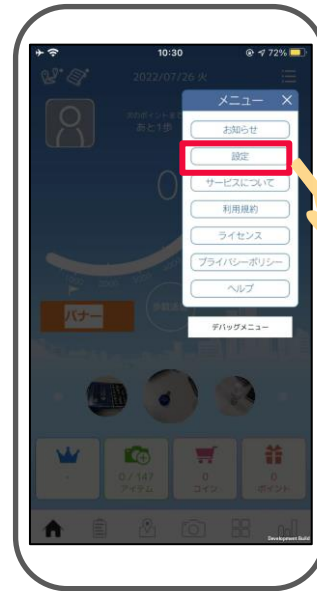 10:30
72%
2022/07/26 火
メニュー ×
あと1歩
お知らせ
設定
サービスについて
0
利用規約
ライセンス
プライバシーポリシー
ヘルプ
バナー
デバッグメニュー
-
0 / 147
アイテム
0
コイン
0
ポイント
Development Build